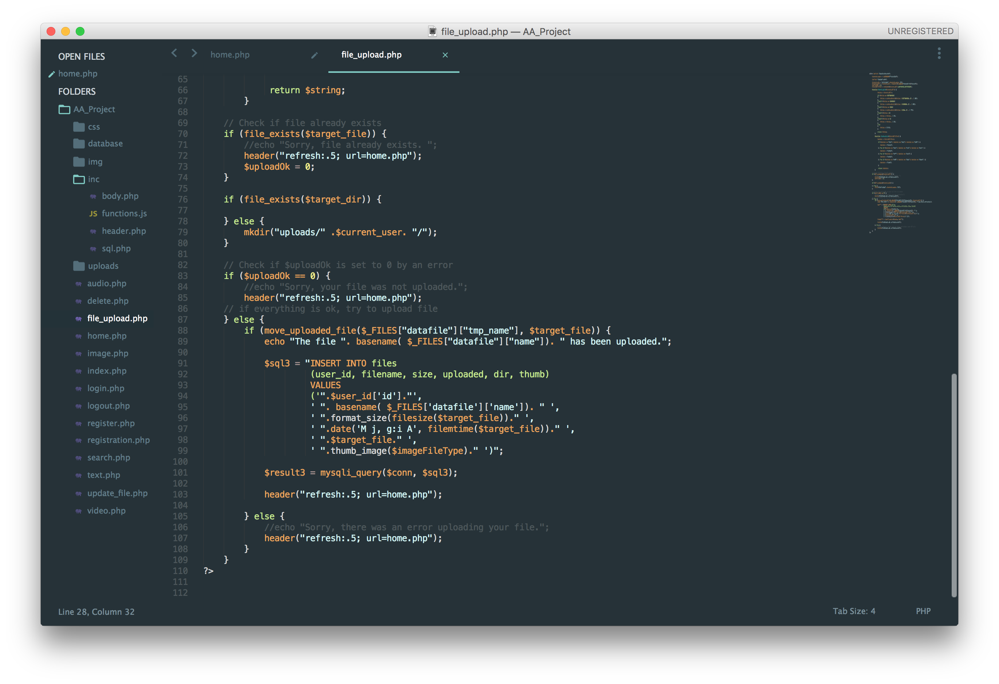 file_upload.php — AA_Project
UNREGISTERED
OPEN FILES
home.php
FOLDERS
AA_Project
css
database
img
inc
body.php
functions.js
header.php
sql.php
uploads
audio.php
delete.php
file_upload.php
home.php
image.php
index.php
login.php
logout.php
register.php
registration.php
search.php
text.php
update_file.php
video.php
home.php
file_upload.php
65
66 return $string;
67 }
68
69 // Check if file already exists
70 if (file_exists($target_file)) {
71 //echo "Sorry, file already exists. ";
72 header("refresh:.5; url=home.php");
73 $uploadOk = 0;
74 }
75
76 if (file_exists($target_dir)) {
77
78 } else {
79 mkdir("uploads/" .$current_user. "/");
80 }
81
82 // Check if $uploadOk is set to 0 by an error
83 if ($uploadOk == 0) {
84 //echo "Sorry, your file was not uploaded.";
85 header("refresh:.5; url=home.php");
86 // if everything is ok, try to upload file
87 } else {
88 if (move_uploaded_file($_FILES["datafile"]["tmp_name"], $target_file)) {
89 echo "The file ". basename( $_FILES["datafile"]["name"]). " has been uploaded.";
90
91 $sql3 = "INSERT INTO files
92 (user_id, filename, size, uploaded, dir, thumb)
93 VALUES
94 ('".$user_id['id']."',
95 ' ". basename( $_FILES['datafile']['name']). " ',
96 ' ".format_size(filesize($target_file))." ',
97 ' ".date('M j, g:i A', filemtime($target_file))." ',
98 ' ".$target_file." ',
99 ' ".thumb_image($imageFileType)." ')";
100
101 $result3 = mysqli_query($conn, $sql3);
102
103 header("refresh:.5; url=home.php");
104
105 } else {
106 //echo "Sorry, there was an error uploading your file.";
107 header("refresh:.5; url=home.php");
108 }
109 }
110 ?>
111
112
Line 28, Column 32
Tab Size: 4
PHP